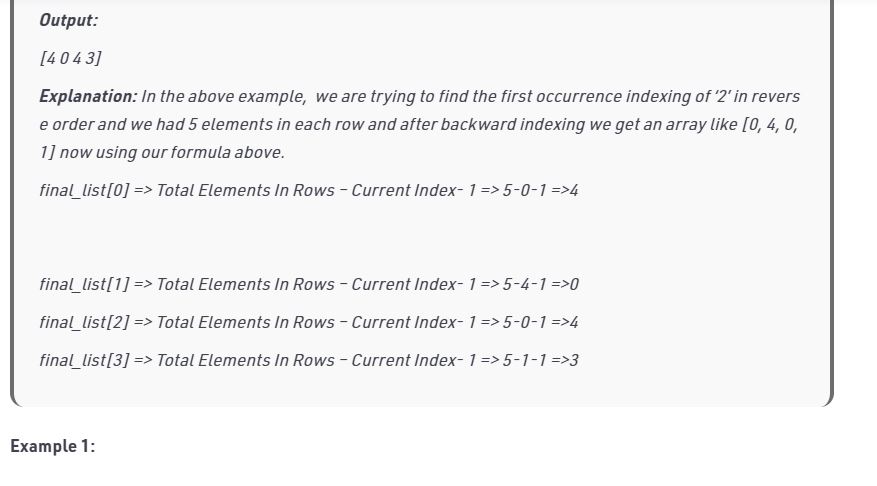 Output:
[4 0 4 3]
Explanation: In the above example,  we are trying to find the first occurrence indexing of ‘2’ in revers
e order and we had 5 elements in each row and after backward indexing we get an array like [0, 4, 0,
1] now using our formula above.
final_list[0] => Total Elements In Rows – Current Index- 1 => 5-0-1 =>4
final_list[1] => Total Elements In Rows – Current Index- 1 => 5-4-1 =>0
final_list[2] => Total Elements In Rows – Current Index- 1 => 5-0-1 =>4
final_list[3] => Total Elements In Rows – Current Index- 1 => 5-1-1 =>3
Example 1: